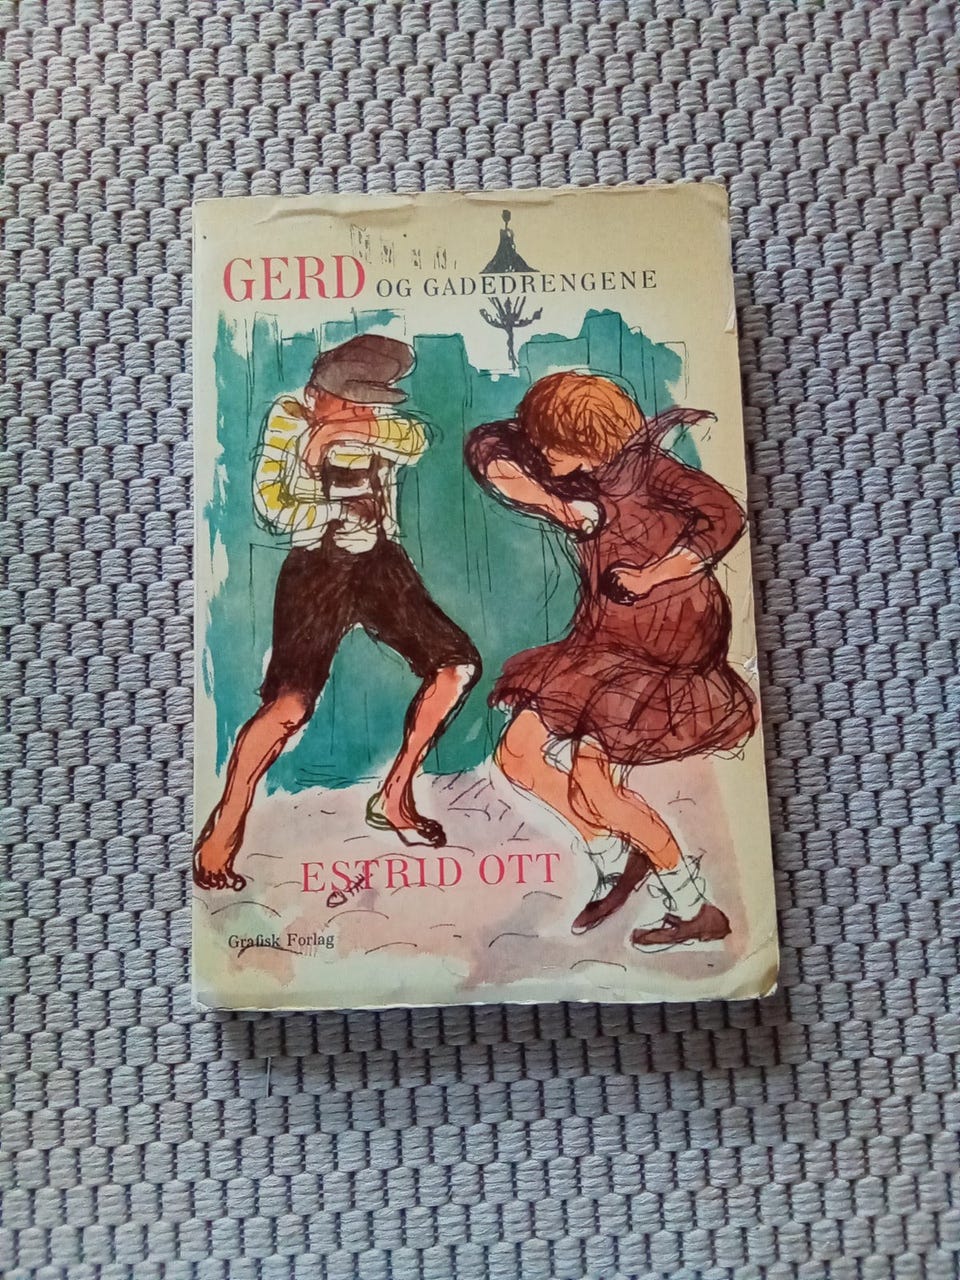 GERD OG GADEDRENGENE
ESTRID OTT
Grafisk Forlag